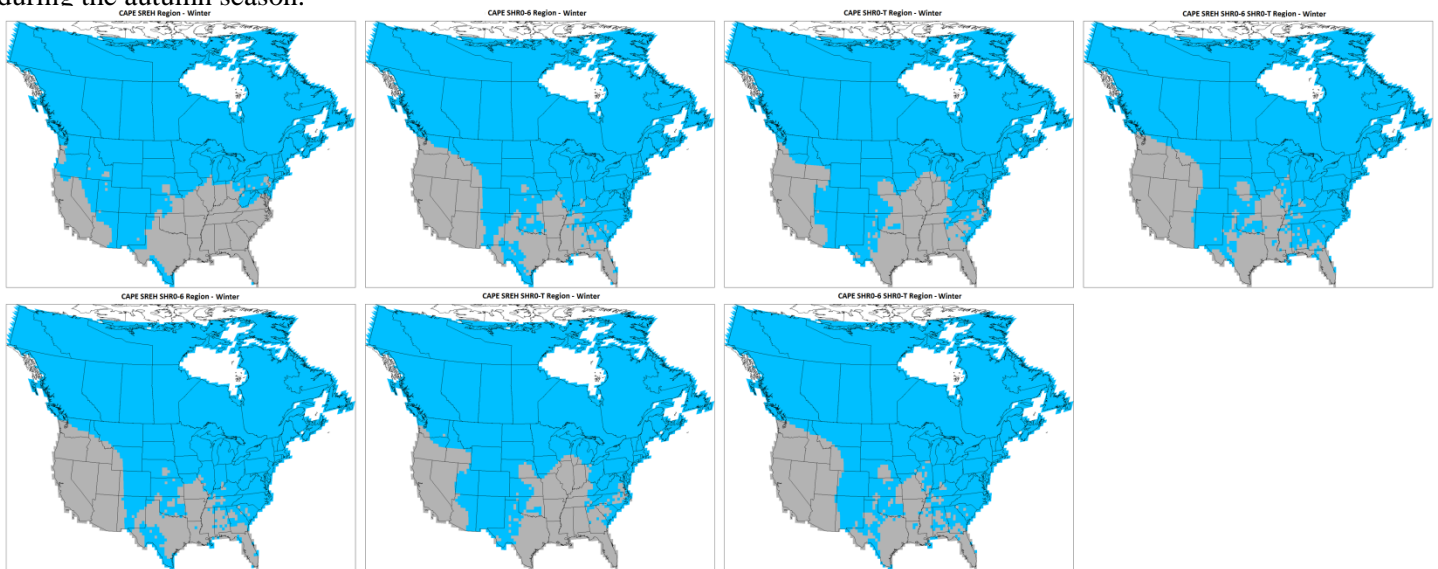 during the autumn season.
CAPE SREH Region - Winter
CAPE SHR0-6 Region - Winter
CAPE SHR0-T Region - Winter
CAPE SREH SHR0-6 SHR0-T Region - Winter
CAPE SREH SHR0-6 Region - Winter
CAPE SREH SHR0-T Region - Winter
CAPE SHR0-6 SHR0-T Region - Winter